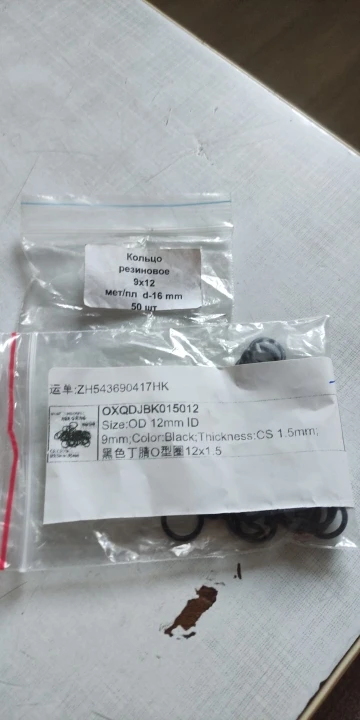 Кольцо
резиновое
9х12
мет/пл d-16 mm
50 шт
运单:ZH543690417HK
OXQDJBK015012
Size:OD 12mm ID
9mm;Color:Black;Thickness:CS 1.5mm;
黑色丁腈O型圈12x1.5